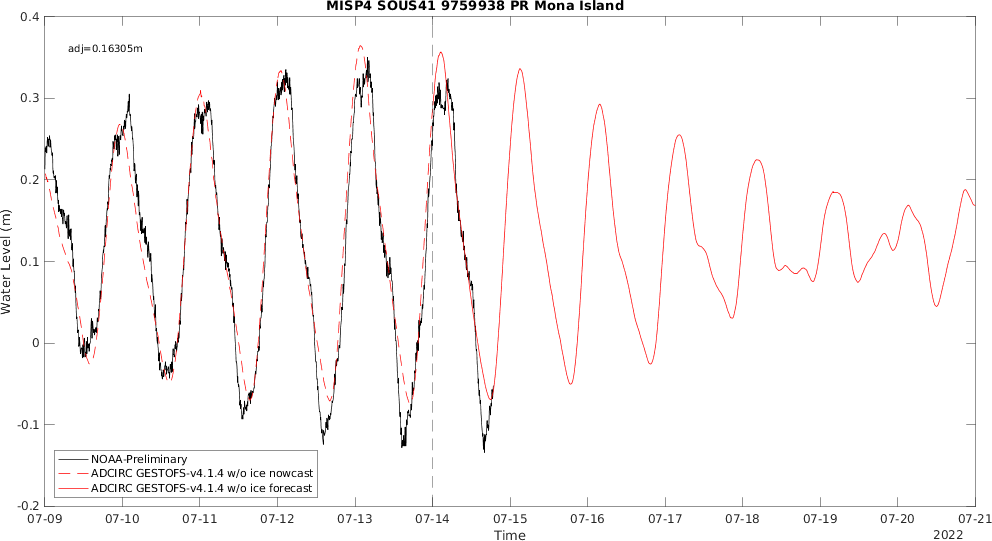 MISP4 SOUS41 9759938 PR Mona Island
adj=0.16305m
Water Level (m)
0.4
0.3
0.2
0.1
0
-0.1
-0.2
NOAA-Preliminary
ADCIRC GESTOFS-v4.1.4 w/o ice nowcast
ADCIRC GESTOFS-v4.1.4 w/o ice forecast
07-09 07-10 07-11 07-12 07-13 07-14 07-15 07-16 07-17 07-18 07-19 07-20 07-21
Time
2022